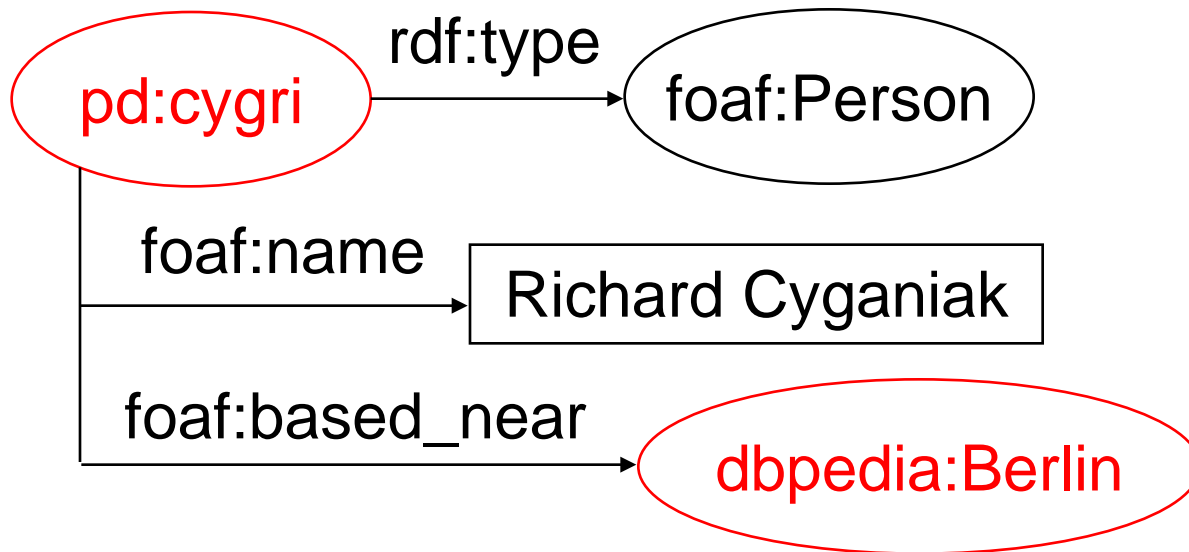 rdf:type
pd:cygri
foaf:Person
foaf:name
Richard Cyganiak
foaf:based_near
dbpedia:Berlin